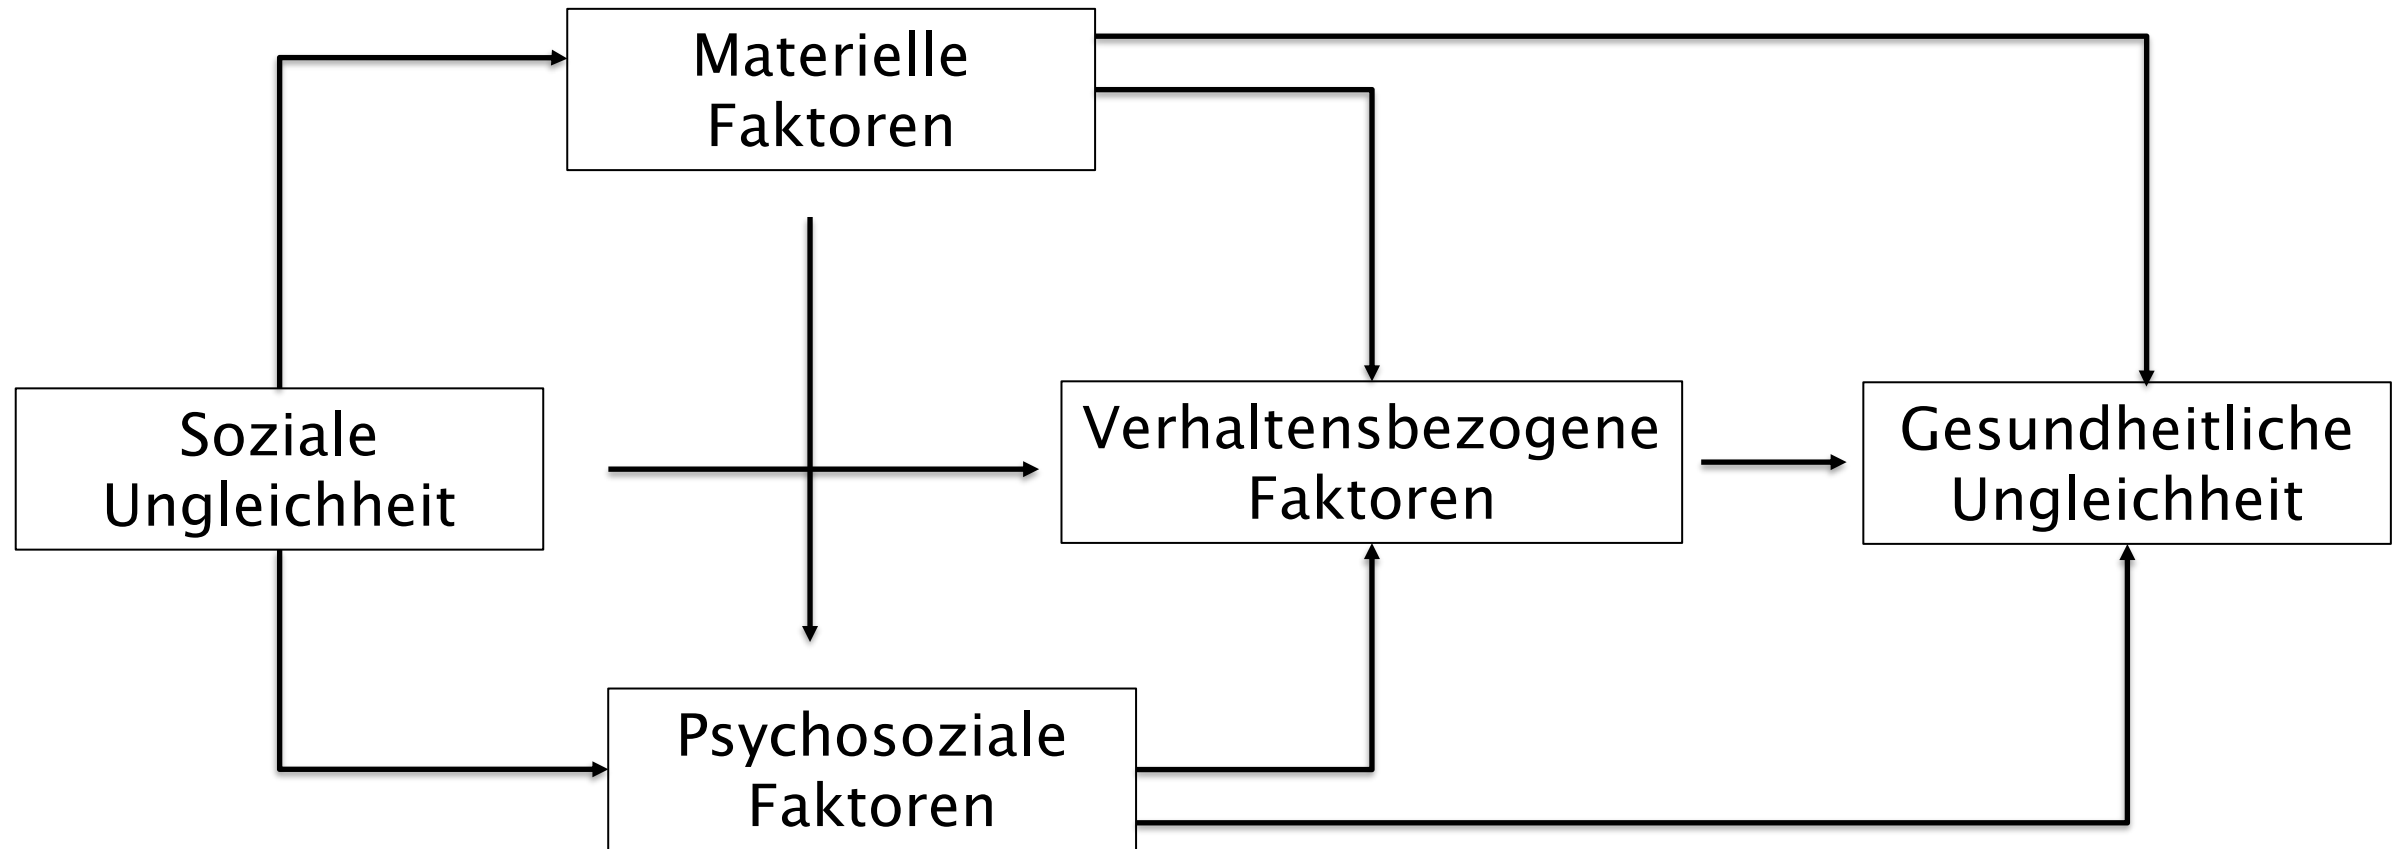 Materielle
Faktoren
Soziale
Ungleichheit
Verhaltensbezogene
Faktoren
Gesundheitliche
Ungleichheit
Psychosoziale
Faktoren